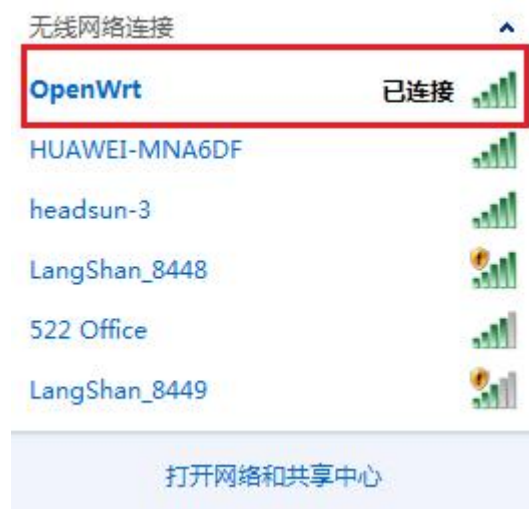 无线网络连接
OpenWrt 已连接
HUAWEI-MNA6DF
headsun-3
LangShan_8448
522 Office
LangShan_8449
打开网络和共享中心